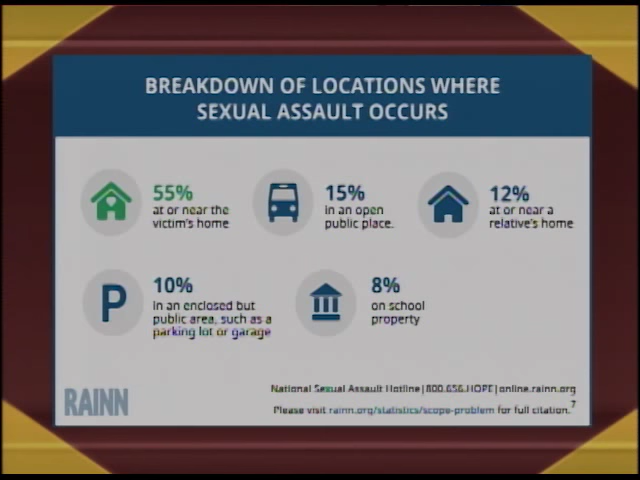 BREAKDOWN OF LOCATIONS WHERE
SEXUAL ASSAULT OCCURS
55%
at or near the
victim's home
15%
in an open
public place.
12%
at or near a
relative's home
P
10%
in an enclosed but
public area, such as a
parking lot or garage
8%
on school
property
RAINN
National Sexual Assault Hotline|800.656.HOPE|online.rainn.org
Please visit rainn.org/statistics/scope-problem for full citation.7